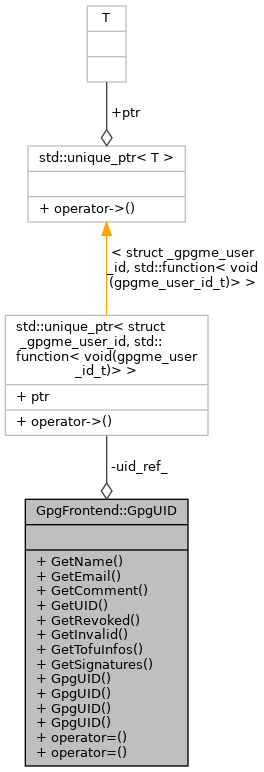 T
+ptr
std::unique_ptr< T >
+ operator->()
< struct _gpgme_user
_id, std::function< void
(gpgme_user_id_t)> >
std::unique_ptr< struct
_gpgme_user_id, std::
function< void(gpgme_user
_id_t)> >
+ ptr
+ operator->()
-uid_ref_
GpgFrontend::GpgUID
+ GetName()
+ GetEmail()
+ GetComment()
+ GetUID()
+ GetRevoked()
+ GetInvalid()
+ GetTofuInfos()
+ GetSignatures()
+ GpgUID()
+ GpgUID()
+ GpgUID()
+ GpgUID()
+ operator=()
+ operator=()